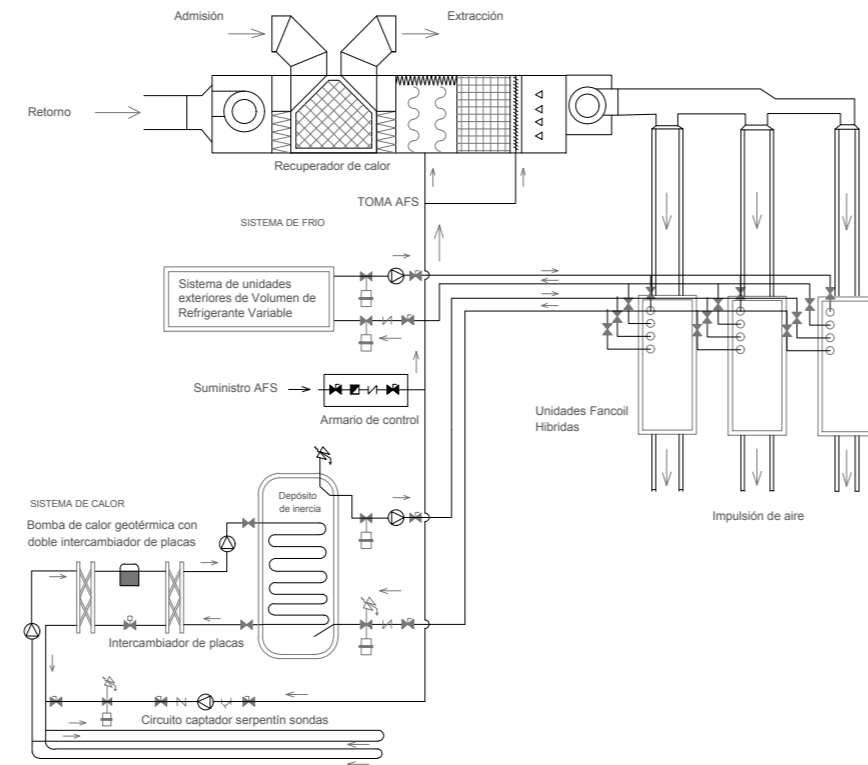 Admisión
Extracción
Retorno
Recuperador de calor
TOMA AFS
SISTEMA DE FRIO
Sistema de unidades
exteriores de Volumen de
Refrigerante Variable
Suministro AFS
Armario de control
Unidades Fancoil
Hibridas
SISTEMA DE CALOR
Bomba de calor geotérmica con
doble intercambiador de placas
Depósito
de inercia
Impulsión de aire
Intercambiador de placas
Circuito captador serpentín sondas